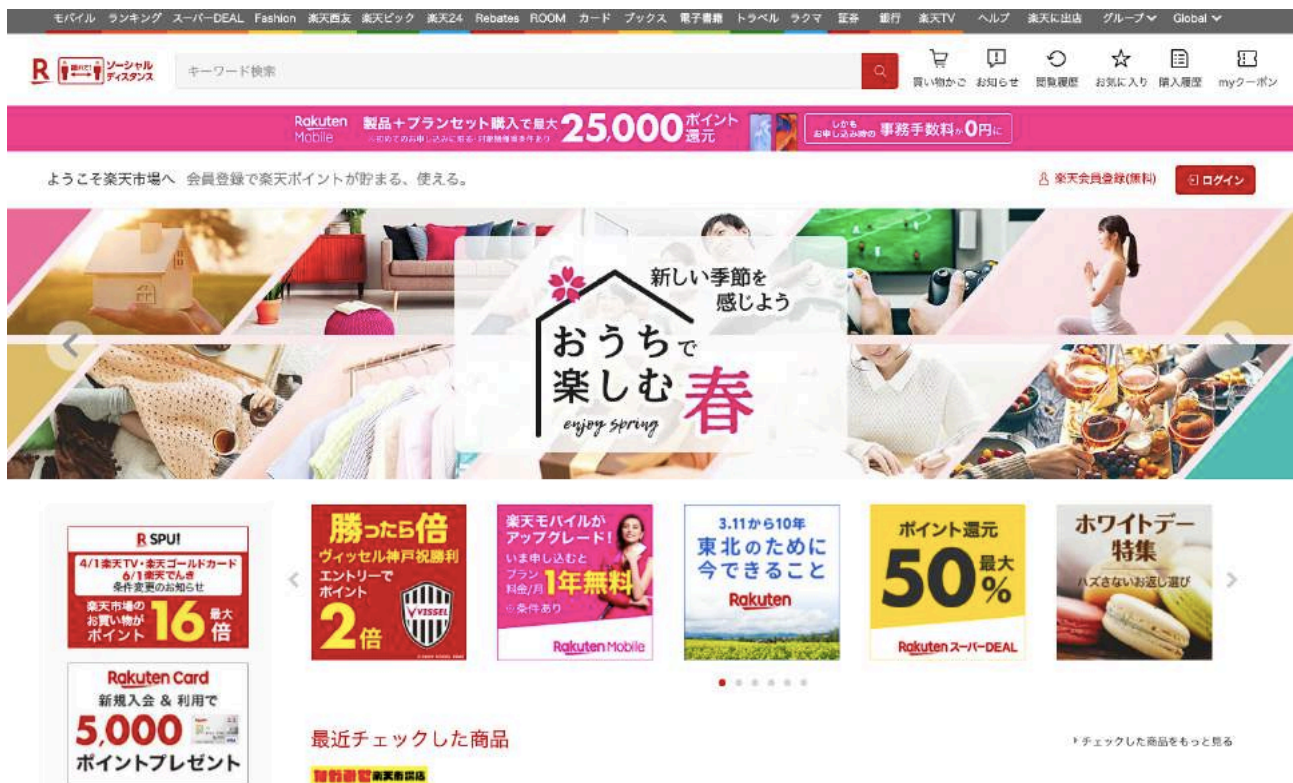 モバイル ランキング スーパーDEAL Fashion 楽天西友 楽天ビック 楽天24 Rebates ROOM カード ブックス 電子書籍 トラベル ラクマ 証券 銀行 楽天TV ヘルプ 楽天に出店 グループ Global
R 離れて! ソーシャル
ディスタンス
キーワード検索
買い物かご お知らせ 閲覧履歴 お気に入り 購入履歴 myクーポン
Rakuten
Mobile
製品+プランセット購入で最大25,000ポイント
還元
しかも
お申し込み時の 事務手数料が0円に
ようこそ楽天市場へ 会員登録で楽天ポイントが貯まる、使える。
楽天会員登録(無料) ログイン
新しい季節を
感じよう
おうちで
楽しむ春
enjoy spring
R SPU!
4/1楽天TV・楽天ゴールドカード
6/1楽天でんき
条件変更のお知らせ
楽天市場の
お買い物が
ポイント
最大
16倍
Rakuten Card
新規入会 & 利用で
5,000
ポイントプレゼント
勝ったら倍
ヴィッセル神戸祝勝利
エントリーで
ポイント
2倍
VISSEL
楽天モバイルが
アップグレード!
いま申し込むと
プラン
料金/月 1年無料
※条件あり
Rakuten Mobile
3.11から10年
東北のために
今できること
Rakuten
ポイント還元
最大
50%
Rakuten スーパーDEAL
ホワイトデー
特集
ハズさないお返し選び
最近チェックした商品
チェックした商品をもっと見る
楽天市場店